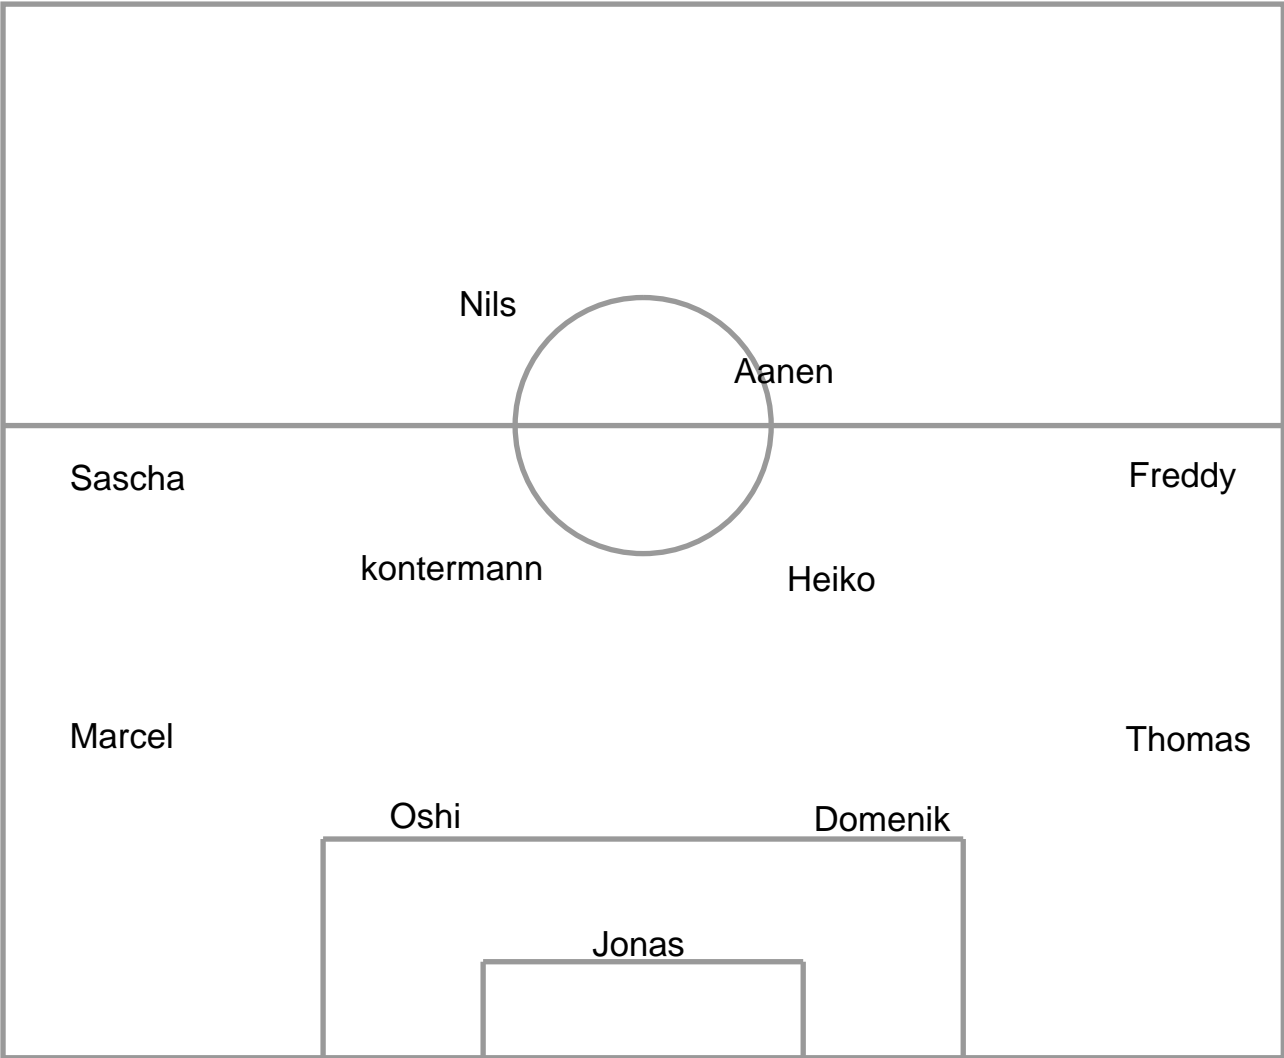 Nils
Aanen
Sascha
Freddy
kontermann
Heiko
Marcel
Thomas
Oshi
Domenik
Jonas